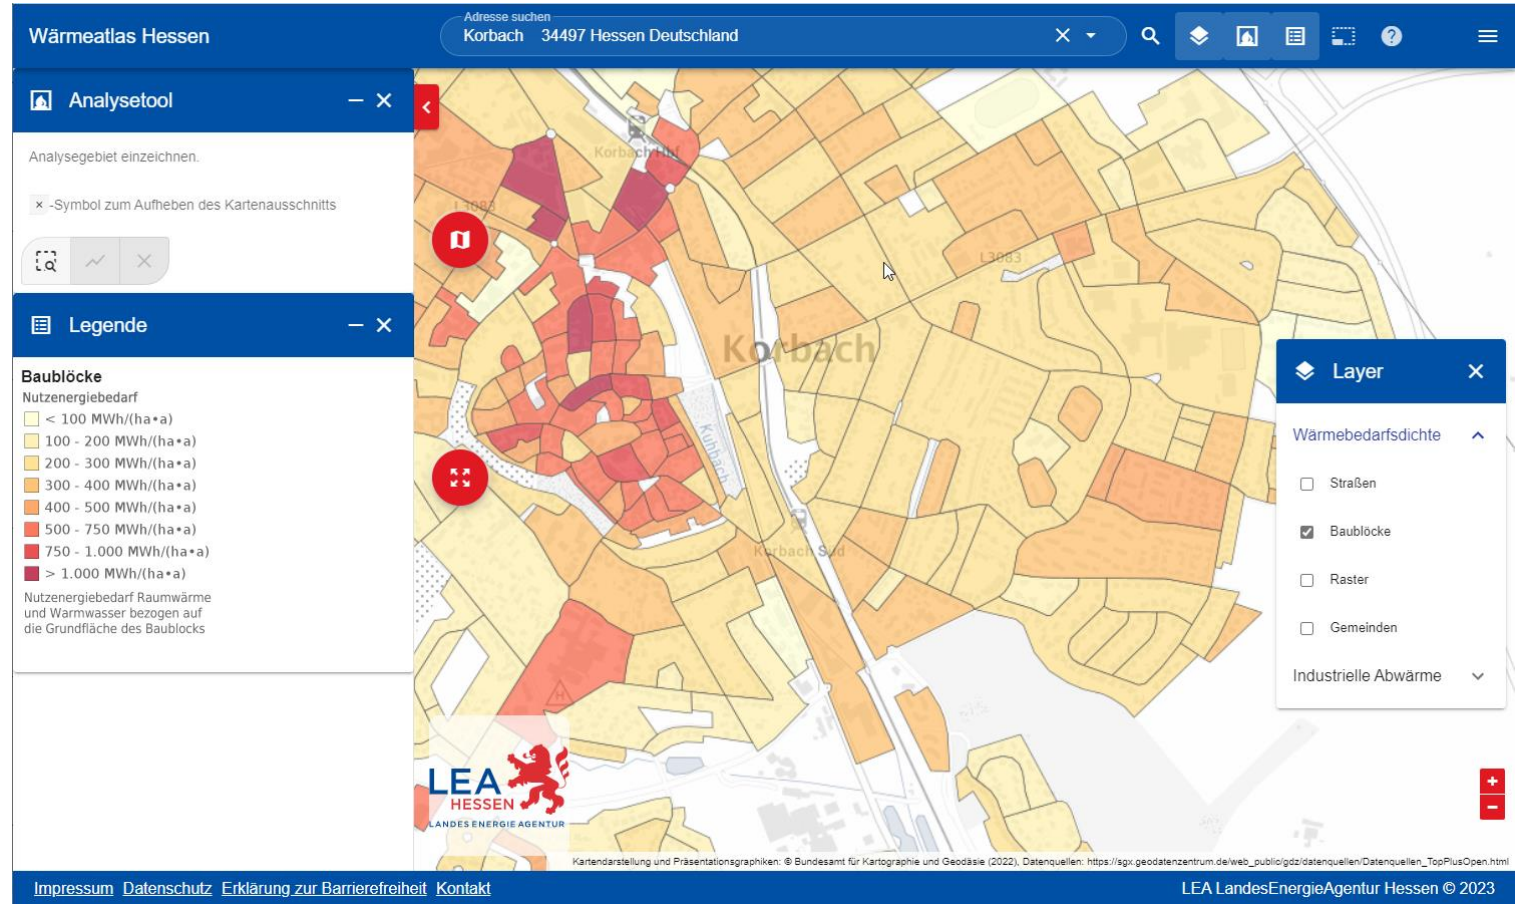 Wärmeatlas Hessen
Adresse suchen
Korbach 34497 Hessen Deutschland
Analysetool
Analysegebiet einzeichnen.
× -Symbol zum Aufheben des Kartenausschnitts
Legende
Baublöcke
Nutzenergiebedarf
< 100 MWh/(ha•a)
100 - 200 MWh/(ha•a)
200 - 300 MWh/(ha•a)
300 - 400 MWh/(ha•a)
400 - 500 MWh/(ha•a)
500 - 750 MWh/(ha•a)
750 - 1.000 MWh/(ha•a)
> 1.000 MWh/(ha•a)
Nutzenergiebedarf Raumwärme
und Warmwasser bezogen auf
die Grundfläche des Baublocks
Korbach Hbf
L3083
L3083
Korbach
Kuhbach
Korbach Süd
H
Layer
Wärmebedarfsdichte
Straßen
Baublöcke
Raster
Gemeinden
Industrielle Abwärme
LEA
HESSEN
LANDESENERGIEAGENTUR
Kartendarstellung und Präsentationsgraphiken: © Bundesamt für Kartographie und Geodäsie (2022), Datenquellen: https://sgx.geodatenzentrum.de/web_public/gdz/datenquellen/Datenquellen_TopPlusOpen.html
Impressum Datenschutz Erklärung zur Barrierefreiheit Kontakt
LEA LandesEnergieAgentur Hessen © 2023